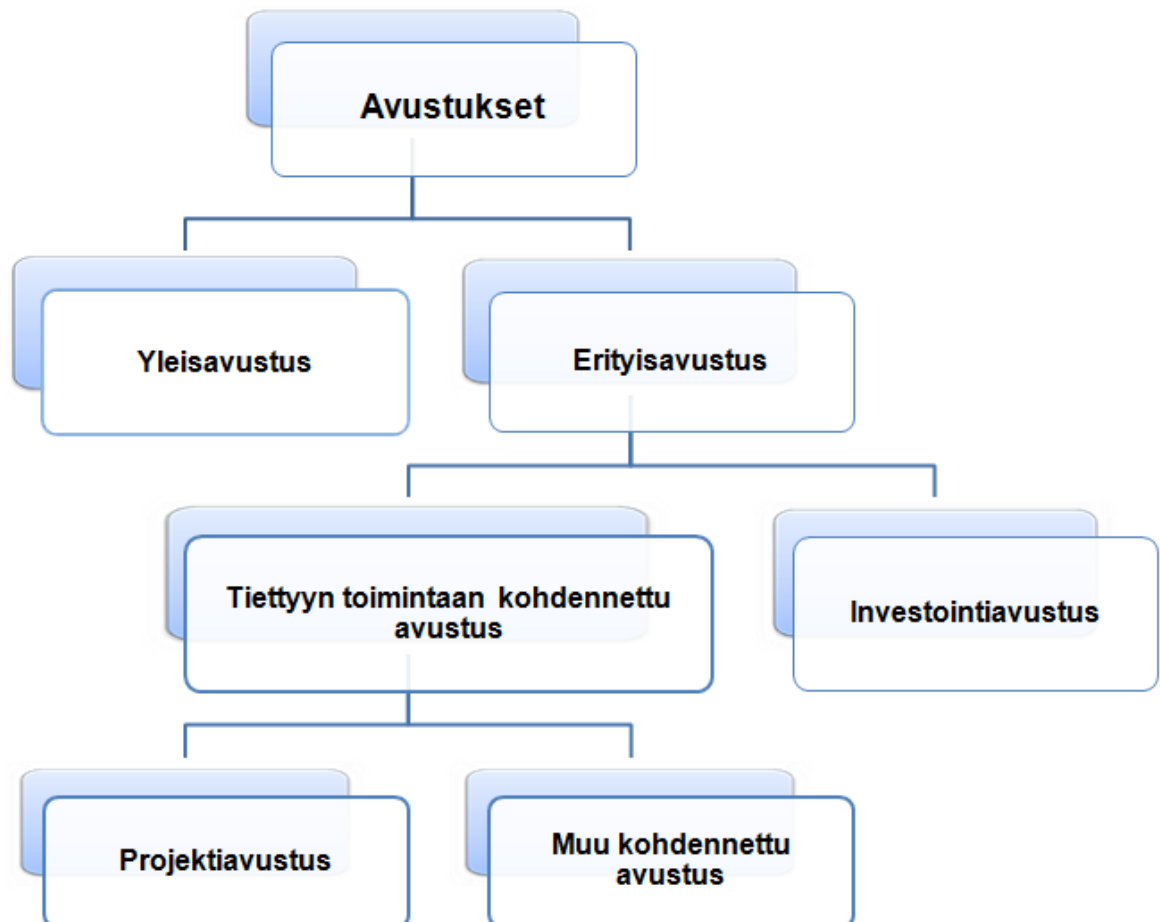 Avustukset
Yleisavustus
Erityisavustus
Tiettyyn toimintaan kohdennettu
avustus
Investointiavustus
Projektiavustus
Muu kohdennettu
avustus